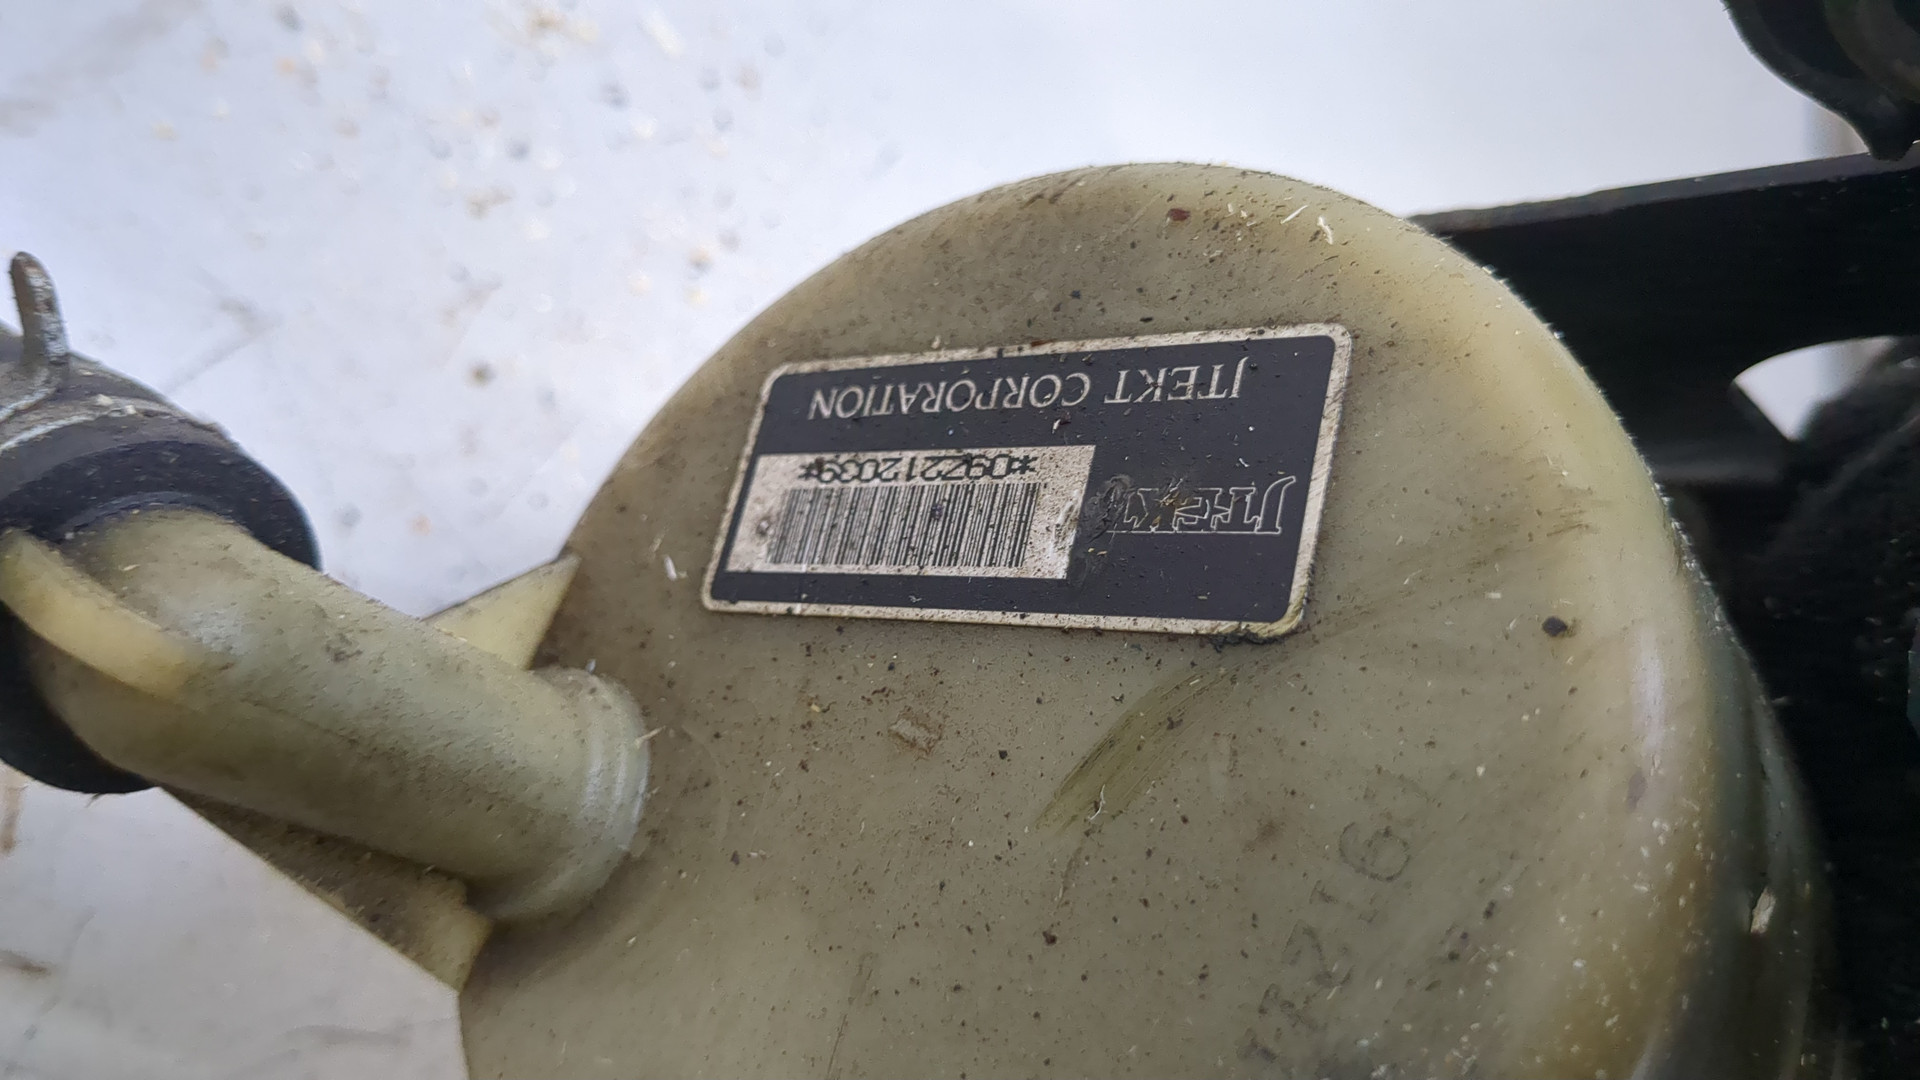 JTEKT CORPORATION
JTEKT
*09Z212039*